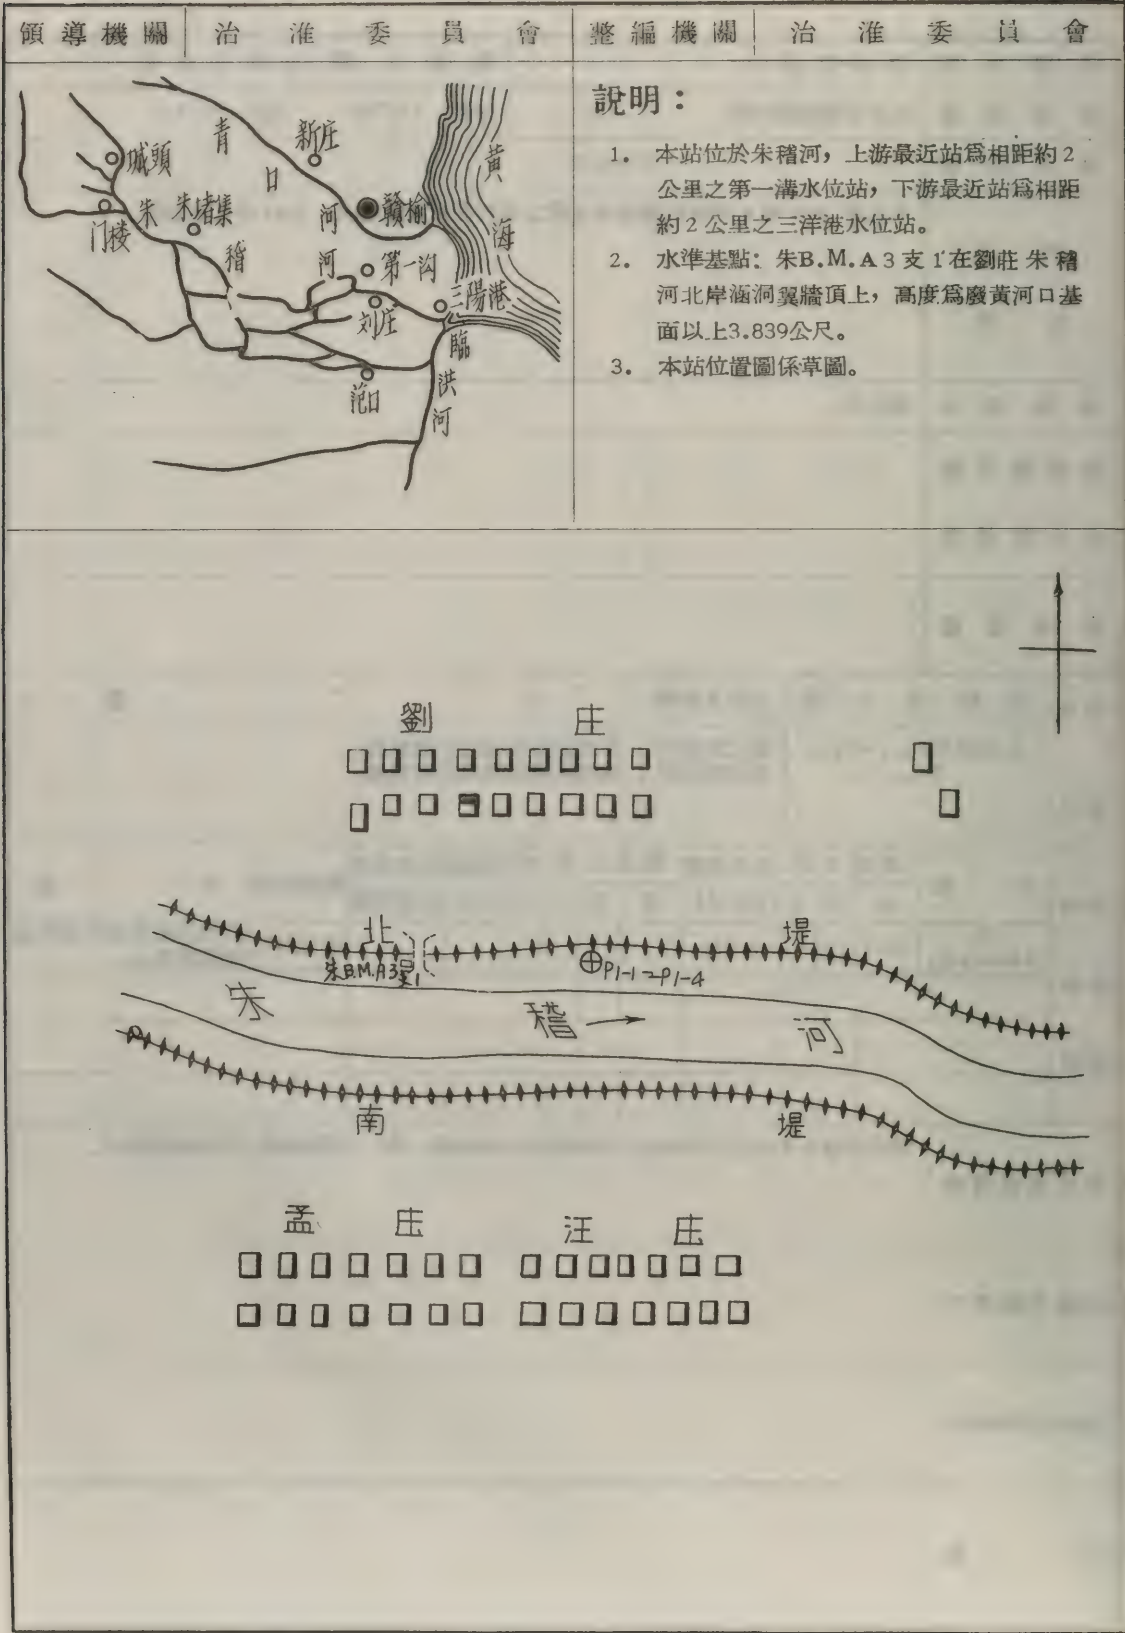 領導機關 治淮委員會 整編機關 治淮委員會
說明：
1. 本站位於朱稽河，上游最近站爲相距約2
公里之第一溝水位站，下游最近站爲相距
約2公里之三洋港水位站。
2. 水準基點：朱B.M.A3支1在劉莊朱稽
河北岸涵洞翼牆頂上，高度爲廢黃河口基
面以上3.839公尺。
3. 本站位置圖係草圖。
青口河
新庄
黃海
城頭
朱堵集
贛榆
门楼
朱稽河
第一沟
三陽港
刘庄
臨洪河
范口
劉庄
北堤
朱B.M.A3支1
P1-1~P1-4
朱稽河
南堤
孟庄 汪庄